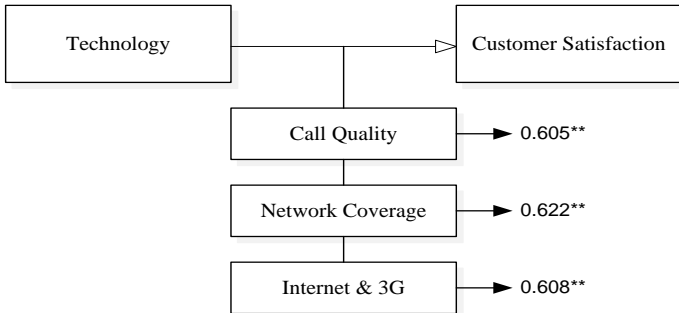 Technology
Customer Satisfaction
Call Quality
0.605**
Network Coverage
0.622**
Internet & 3G
0.608**